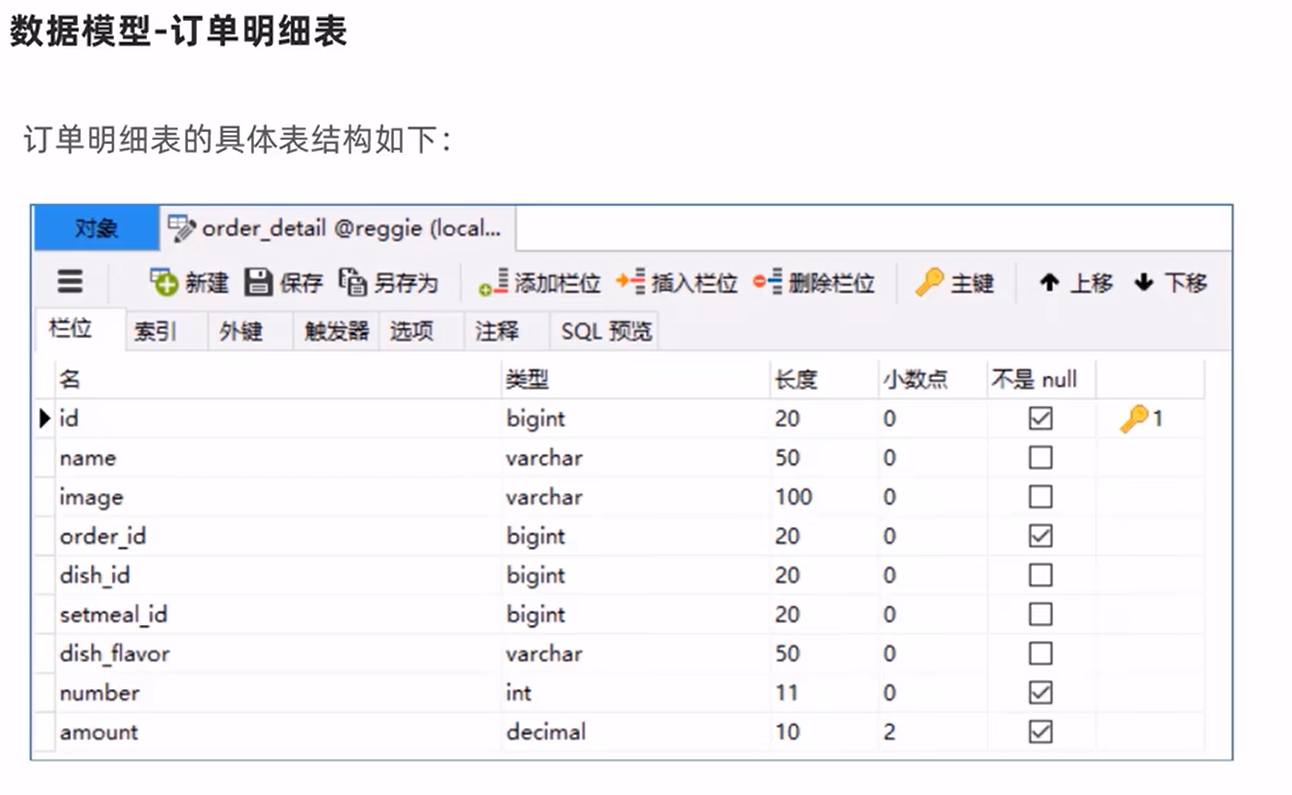 数据模型-订单明细表
订单明细表的具体表结构如下：
对象 order_detail @reggie (local...
新建 保存 另存为 添加栏位 插入栏位 删除栏位 主键 上移 下移
栏位 索引 外键 触发器 选项 注释 SQL 预览
名 类型 长度 小数点 不是 null
id bigint 20 0 1
name varchar 50 0
image varchar 100 0
order_id bigint 20 0
dish_id bigint 20 0
setmeal_id bigint 20 0
dish_flavor varchar 50 0
number int 11 0
amount decimal 10 2